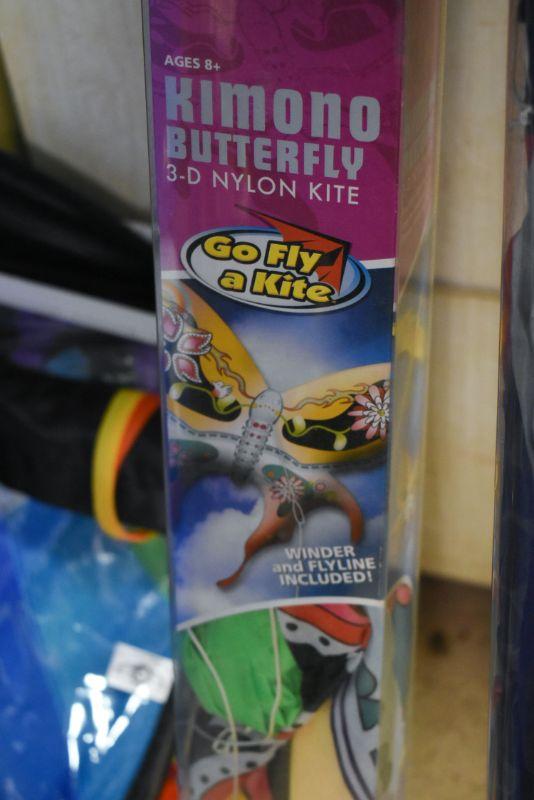 AGES 8+
KIMONO
BUTTERFLY
3-D NYLON KITE
Go Fly
a Kite
WINDER
and FLYLINE
INCLUDED!